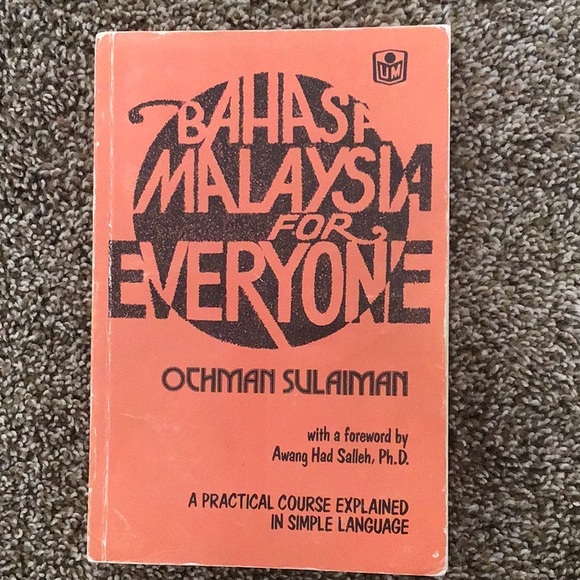 UM
BAHASA
MALAYSIA
FOR
EVERYONE
OTHMAN SULAIMAN
with a foreword by
Awang Had Salleh, Ph.D.
A PRACTICAL COURSE EXPLAINED
IN SIMPLE LANGUAGE